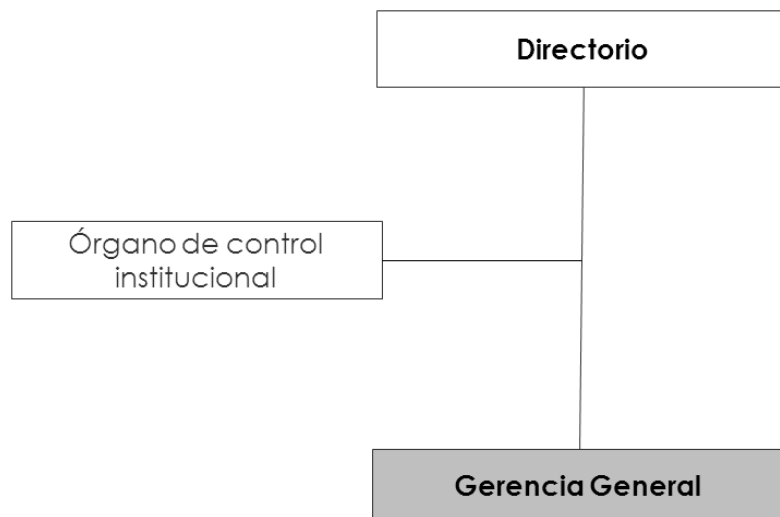 Directorio
Órgano de control
institucional
Gerencia General